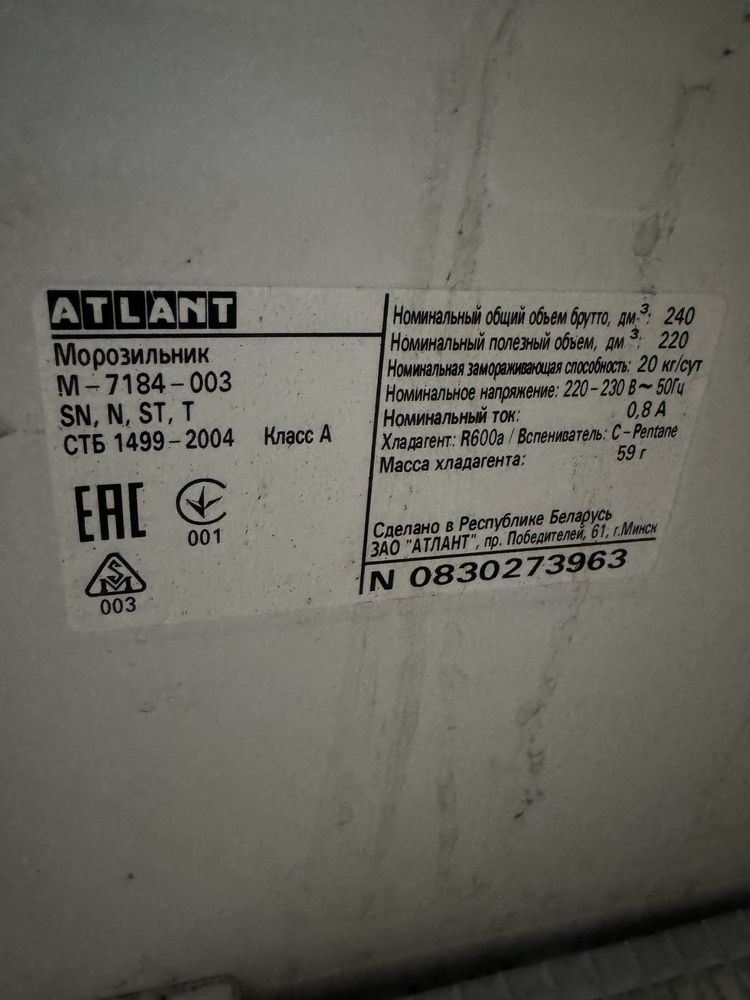 ATLANT
Морозильник
М-7184-003
SN, N, ST, T
СТБ 1499-2004 Класс А
EAC
001
003
Номинальный общий объем брутто, дм³: 240
Номинальный полезный объем, дм³: 220
Номинальная замораживающая способность: 20 кг/сут
Номинальное напряжение: 220-230 В~ 50Гц
Номинальный ток: 0,8 А
Хладагент: R600a / Вспениватель: C-Pentane
Масса хладагента: 59 г
Сделано в Республике Беларусь
ЗАО "АТЛАНТ", пр. Победителей, 61, г.Минск
N 0830273963